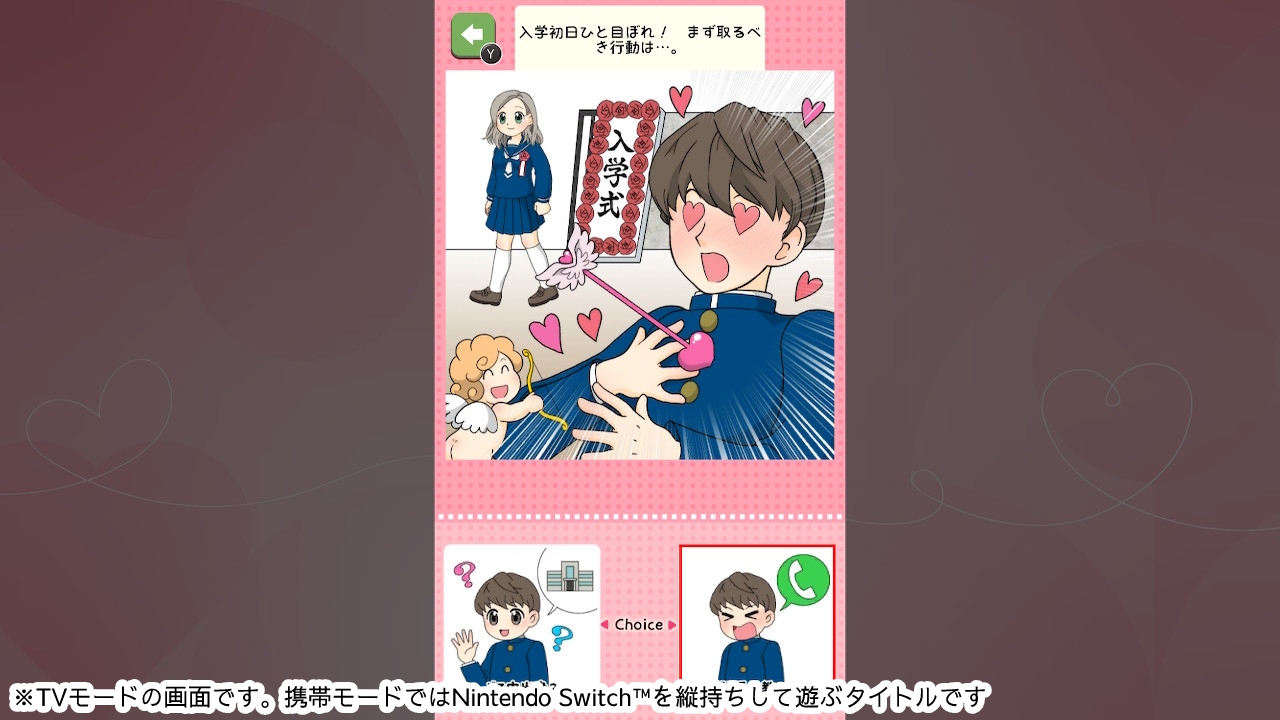 入学初日ひと目ぼれ！　まず取るべ
き行動は…。
Y
入学式
Choice
※TVモードの画面です。携帯モードではNintendo Switch™を縦持ちして遊ぶタイトルです